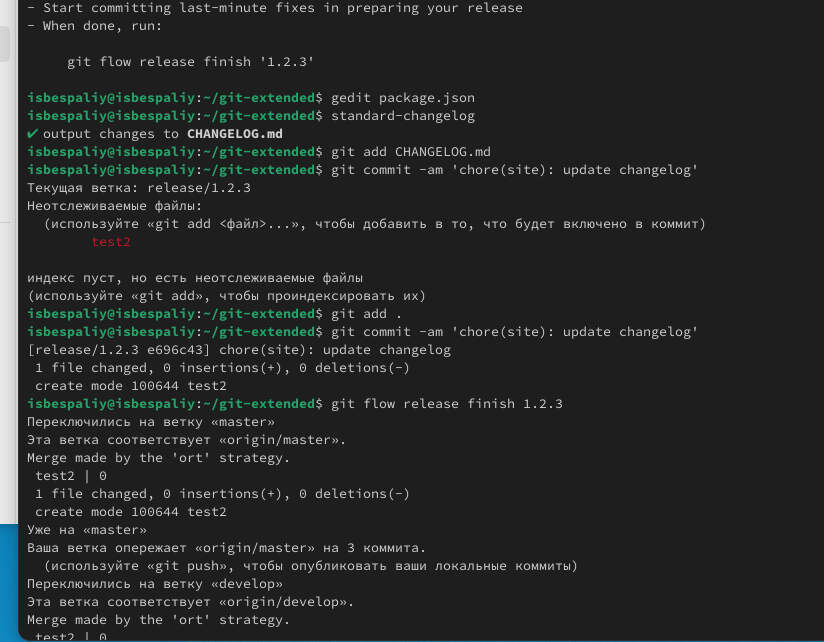 - Start committing last-minute fixes in preparing your release
- When done, run:
git flow release finish '1.2.3'
isbespaliy@isbespaliy:~/git-extended$ gedit package.json
isbespaliy@isbespaliy:~/git-extended$ standard-changelog
✔ output changes to CHANGELOG.md
isbespaliy@isbespaliy:~/git-extended$ git add CHANGELOG.md
isbespaliy@isbespaliy:~/git-extended$ git commit -am 'chore(site): update changelog'
Текущая ветка: release/1.2.3
Неотслеживаемые файлы:
(используйте «git add <файл>...», чтобы добавить в то, что будет включено в коммит)
test2
индекс пуст, но есть неотслеживаемые файлы
(используйте «git add», чтобы проиндексировать их)
isbespaliy@isbespaliy:~/git-extended$ git add .
isbespaliy@isbespaliy:~/git-extended$ git commit -am 'chore(site): update changelog'
[release/1.2.3 e696c43] chore(site): update changelog
1 file changed, 0 insertions(+), 0 deletions(-)
create mode 100644 test2
isbespaliy@isbespaliy:~/git-extended$ git flow release finish 1.2.3
Переключились на ветку «master»
Эта ветка соответствует «origin/master».
Merge made by the 'ort' strategy.
test2 | 0
1 file changed, 0 insertions(+), 0 deletions(-)
create mode 100644 test2
Уже на «master»
Ваша ветка опережает «origin/master» на 3 коммита.
(используйте «git push», чтобы опубликовать ваши локальные коммиты)
Переключились на ветку «develop»
Эта ветка соответствует «origin/develop».
Merge made by the 'ort' strategy.
test2 | 0